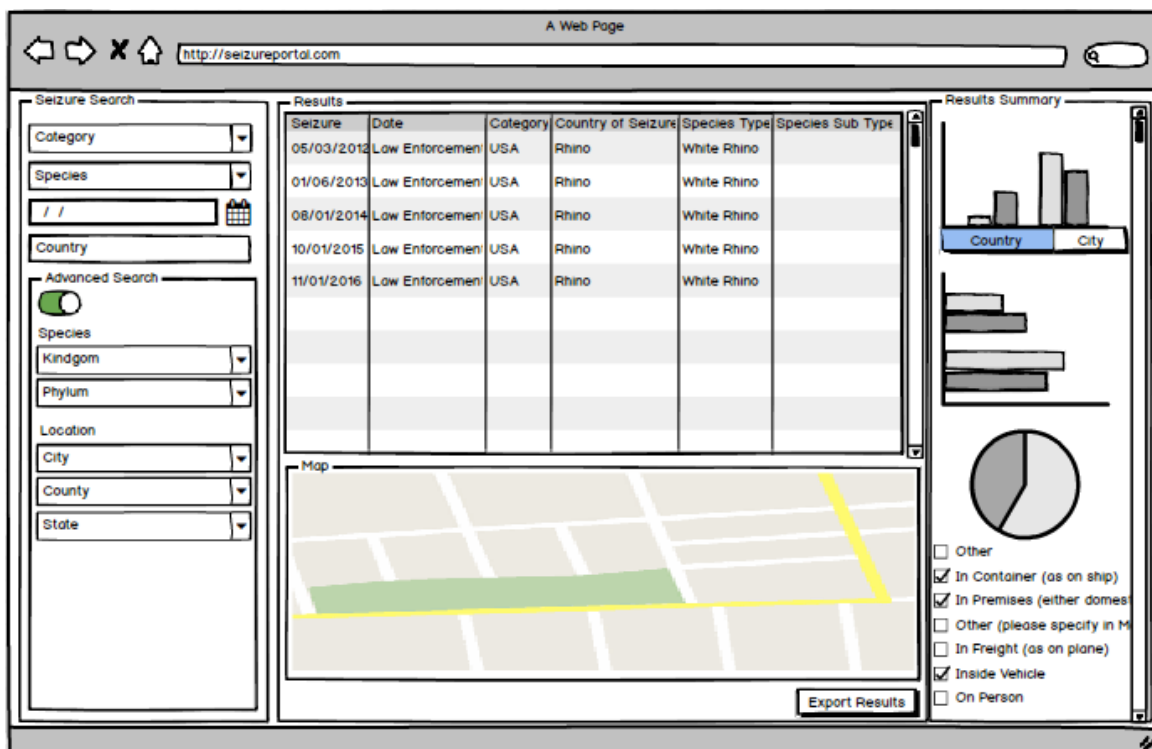 A Web Page
http://seizureportal.com
Seizure Search
Category
Species
/ /
Country
Advanced Search
Species
Kindgom
Phylum
Location
City
County
State
Results
Seizure Date Category Country of Seizure Species Type Species Sub Type
05/03/2012 Law Enforcement USA Rhino White Rhino
01/06/2013 Law Enforcement USA Rhino White Rhino
08/01/2014 Law Enforcement USA Rhino White Rhino
10/01/2015 Law Enforcement USA Rhino White Rhino
11/01/2016 Law Enforcement USA Rhino White Rhino
Map
Export Results
Results Summary
Country City
Other
In Container (as on ship)
In Premises (either domest
Other (please specify in M
In Freight (as on plane)
Inside Vehicle
On Person